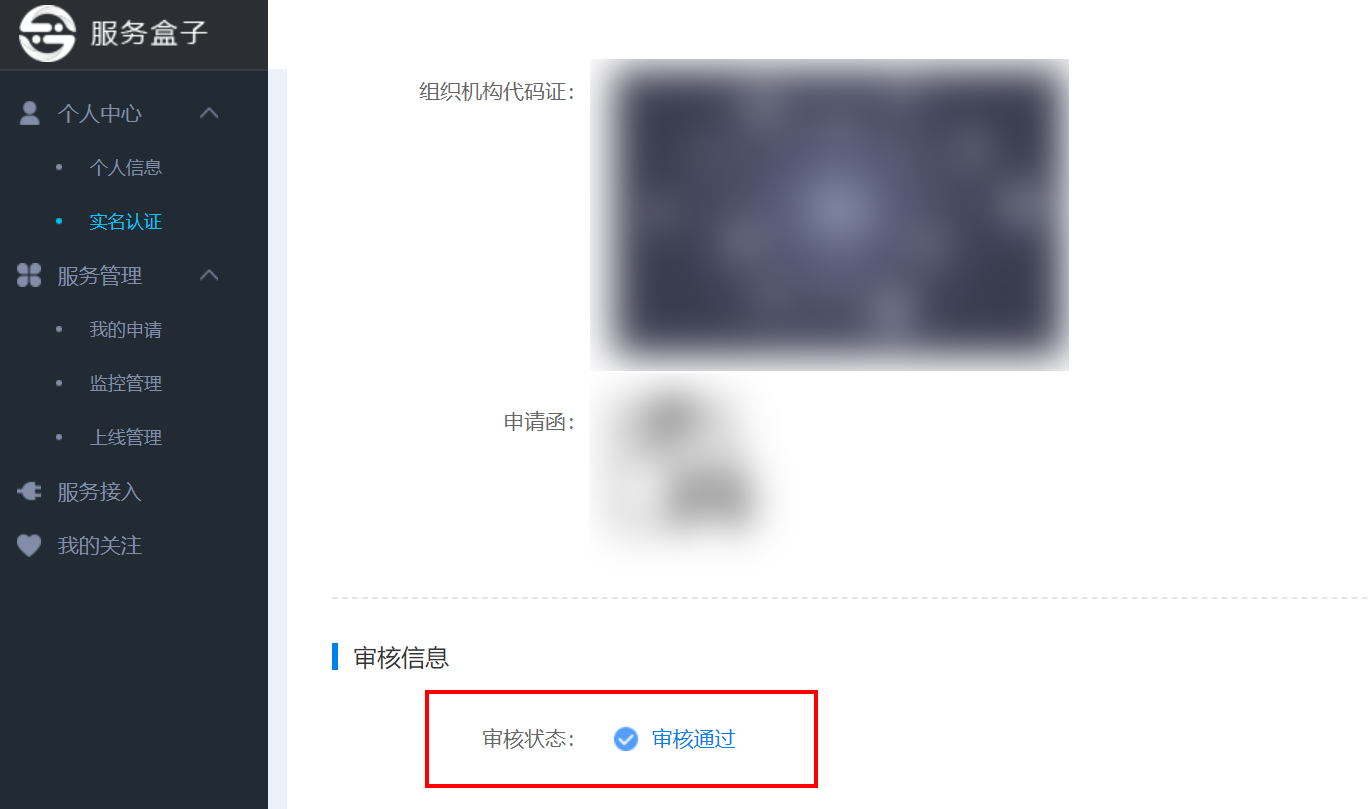 服务盒子
个人中心
个人信息
实名认证
服务管理
我的申请
监控管理
上线管理
服务接入
我的关注
组织机构代码证：
申请函：
审核信息
审核状态： 审核通过